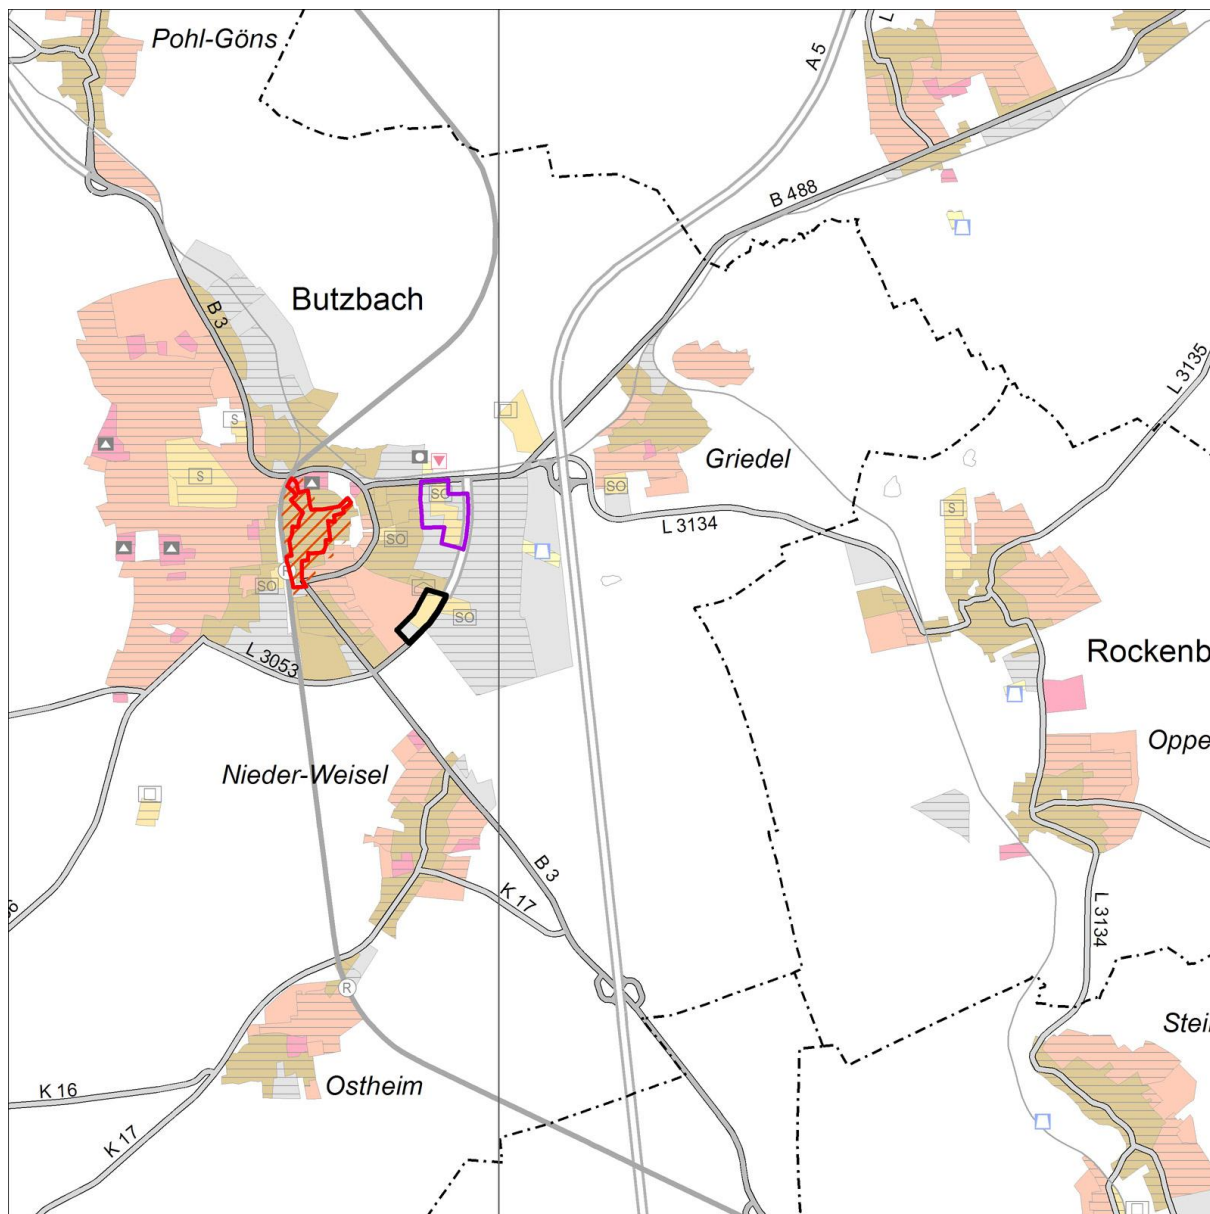 Pohl-Göns
A 5
L
B 488
Butzbach
B 3
L 3135
S
Griedel
S
SO
SO
L 3134
S
SO
R
SO
SO
L 3053
Rockenb
Oppe
Nieder-Weisel
B 3
K 17
L 3134
R
Stei
Ostheim
K 16
K 17